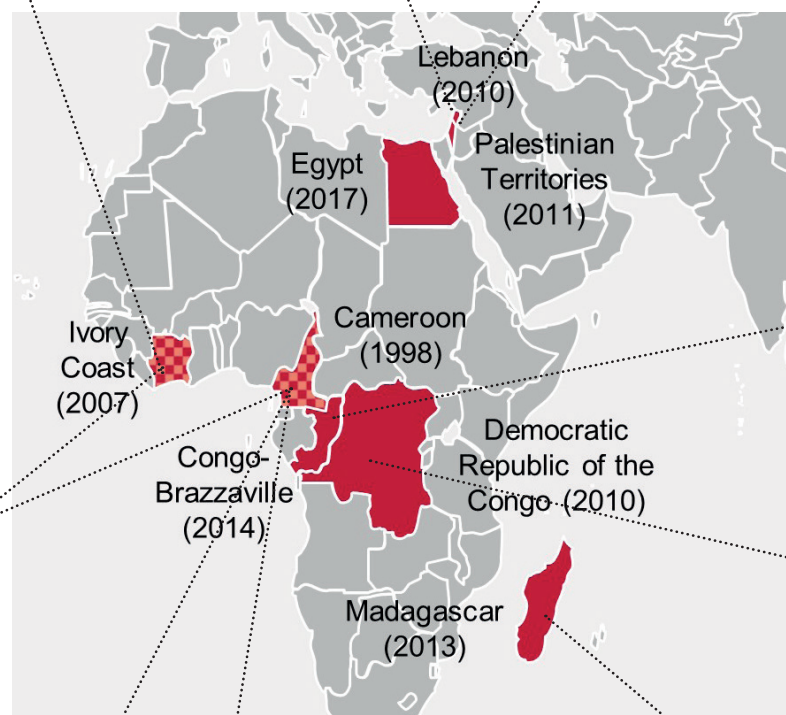 Lebanon
(2010)
Egypt
(2017)
Palestinian
Territories
(2011)
Ivory
Coast
(2007)
Cameroon
(1998)
Congo-
Brazzaville
(2014)
Democratic
Republic of the
Congo (2010)
Madagascar
(2013)